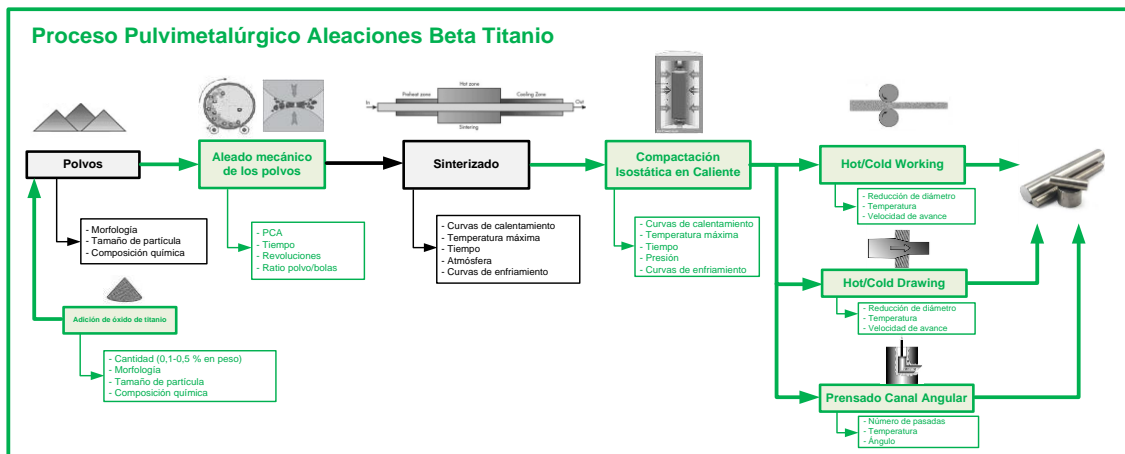 Proceso Pulvimetalúrgico Aleaciones Beta Titanio
Hot zone
Preheat zone
Cooling Zone
In
Out
Sintering
Polvos
Aleado mecánico
de los polvos
Sinterizado
Compactación
Isostática en Caliente
Hot/Cold Working
- Morfología
- Tamaño de partícula
- Composición química
- PCA
- Tiempo
- Revoluciones
- Ratio polvo/bolas
- Curvas de calentamiento
- Temperatura máxima
- Tiempo
- Atmósfera
- Curvas de enfriamiento
- Curvas de calentamiento
- Temperatura máxima
- Tiempo
- Presión
- Curvas de enfriamiento
- Reducción de diámetro
- Temperatura
- Velocidad de avance
Hot/Cold Drawing
- Reducción de diámetro
- Temperatura
- Velocidad de avance
Adición de óxido de titanio
- Cantidad (0,1-0,5 % en peso)
- Morfología
- Tamaño de partícula
- Composición química
Prensado Canal Angular
- Número de pasadas
- Temperatura
- Ángulo